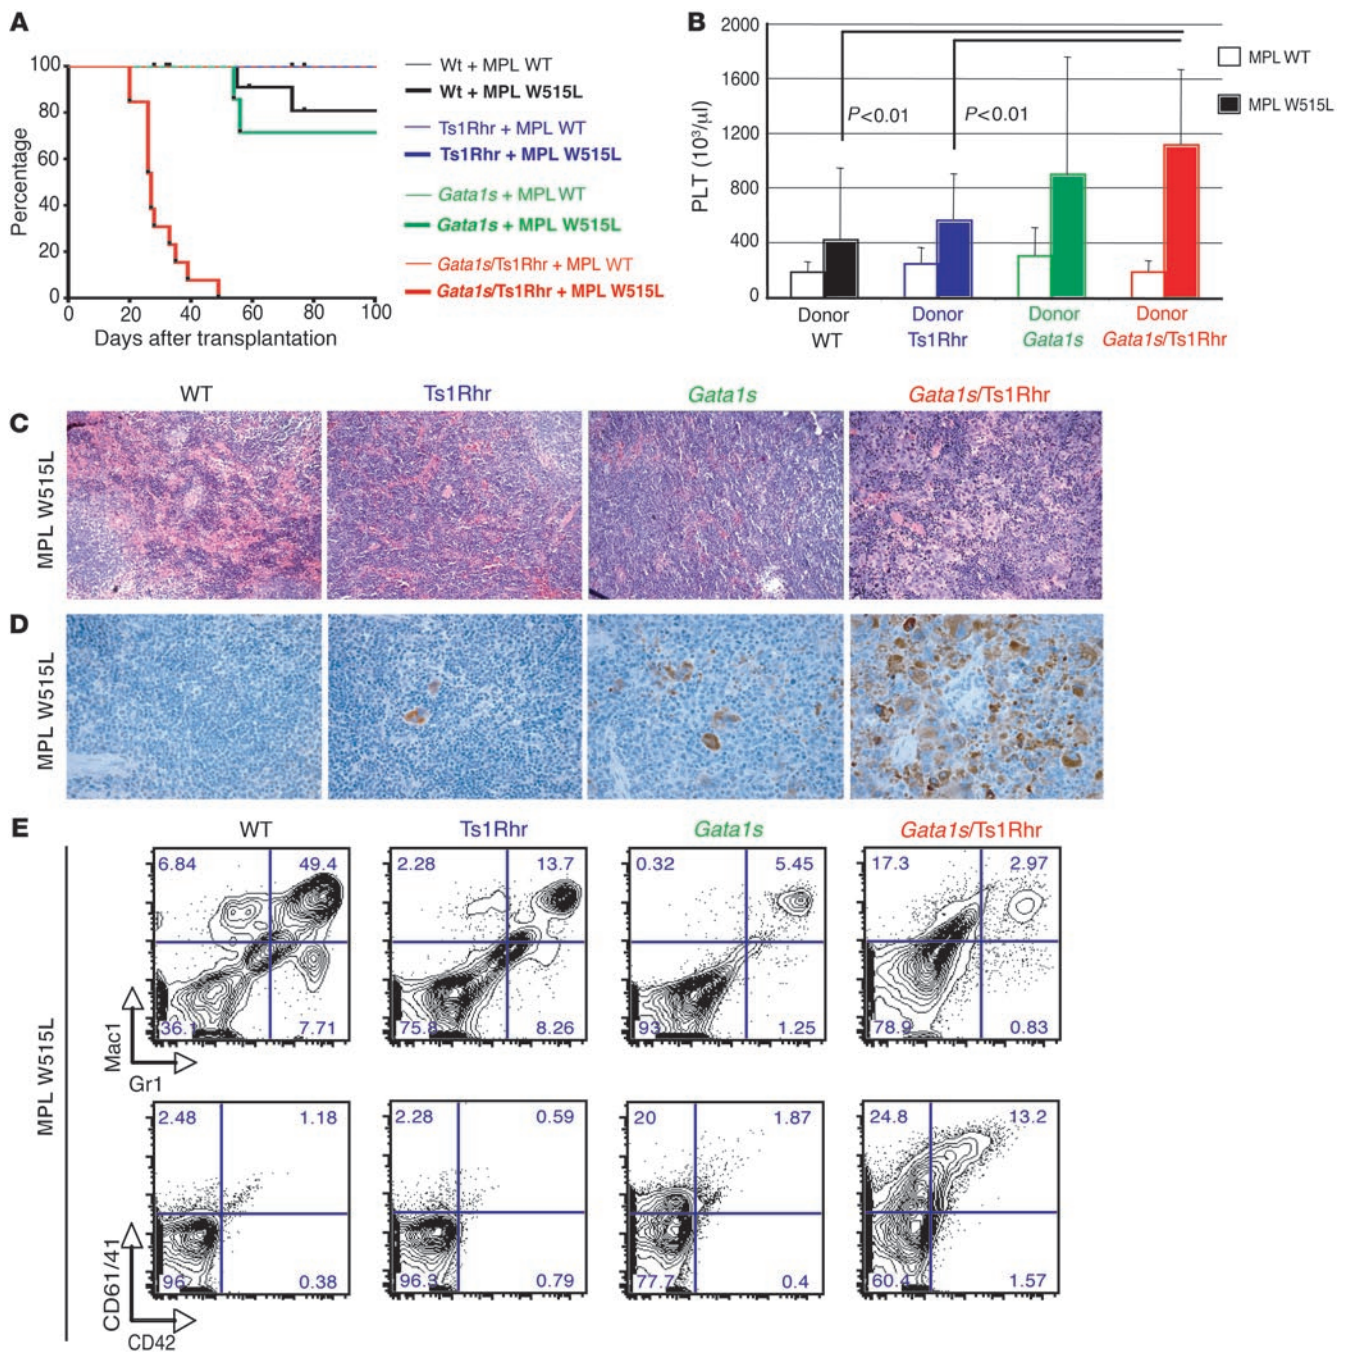 A
100
80
60
40
20
0
Percentage
0 20 40 60 80 100
Days after transplantation
Wt + MPL WT
Wt + MPL W515L
Ts1Rhr + MPL WT
Ts1Rhr + MPL W515L
Gata1s + MPL WT
Gata1s + MPL W515L
Gata1s/Ts1Rhr + MPL WT
Gata1s/Ts1Rhr + MPL W515L
B
2000
1600
1200
800
400
0
PLT (10³/µl)
P<0.01 P<0.01
MPL WT
MPL W515L
Donor Donor Donor Donor
WT Ts1Rhr Gata1s Gata1s/Ts1Rhr
WT Ts1Rhr Gata1s Gata1s/Ts1Rhr
C
MPL W515L
D
MPL W515L
E
WT Ts1Rhr Gata1s Gata1s/Ts1Rhr
MPL W515L
6.84 49.4 2.28 13.7 0.32 5.45 17.3 2.97
36.1 7.71 75.8 8.26 93 1.25 78.9 0.83
Mac1
Gr1
2.48 1.18 2.28 0.59 20 1.87 24.8 13.2
96 0.38 96.3 0.79 77.7 0.4 60.4 1.57
CD61/41
CD42